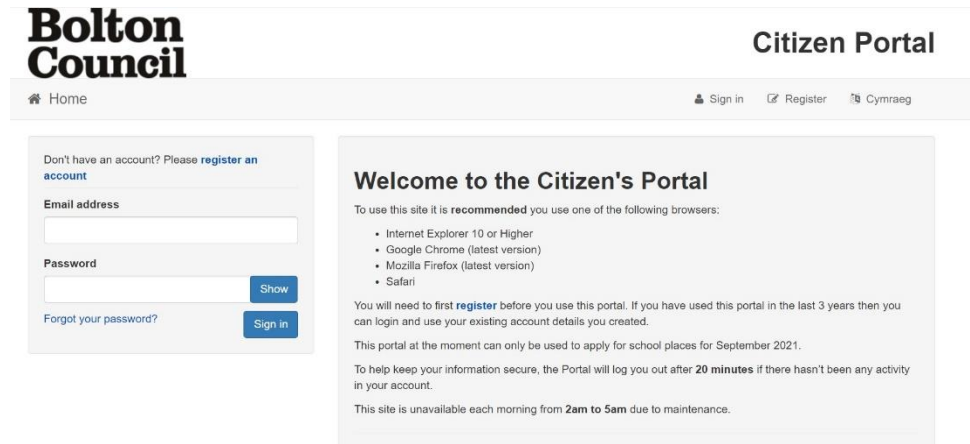 Bolton
Council
Citizen Portal
Home
Sign in
Register
Cymraeg
Don't have an account? Please register an
account
Email address
Password
Show
Forgot your password?
Sign in
Welcome to the Citizen's Portal
To use this site it is recommended you use one of the following browsers:
• Internet Explorer 10 or Higher
• Google Chrome (latest version)
• Mozilla Firefox (latest version)
• Safari
You will need to first register before you use this portal. If you have used this portal in the last 3 years then you
can login and use your existing account details you created.
This portal at the moment can only be used to apply for school places for September 2021.
To help keep your information secure, the Portal will log you out after 20 minutes if there hasn't been any activity
in your account.
This site is unavailable each morning from 2am to 5am due to maintenance.